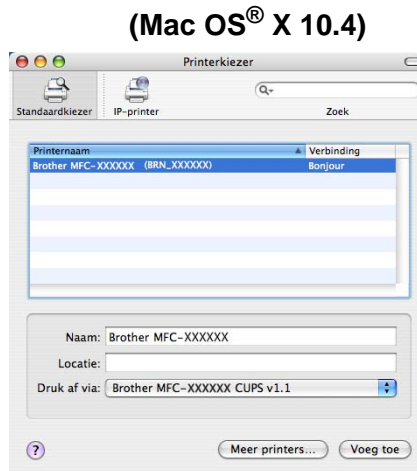 (Mac OS® X 10.4)
Printerkiezer
Standaardkiezer IP-printer Zoek
Printernaam Verbinding
Brother MFC-XXXXXX (BRN_XXXXXX) Bonjour
Naam: Brother MFC-XXXXXX
Locatie:
Druk af via: Brother MFC-XXXXXX CUPS v1.1
? Meer printers... Voeg toe